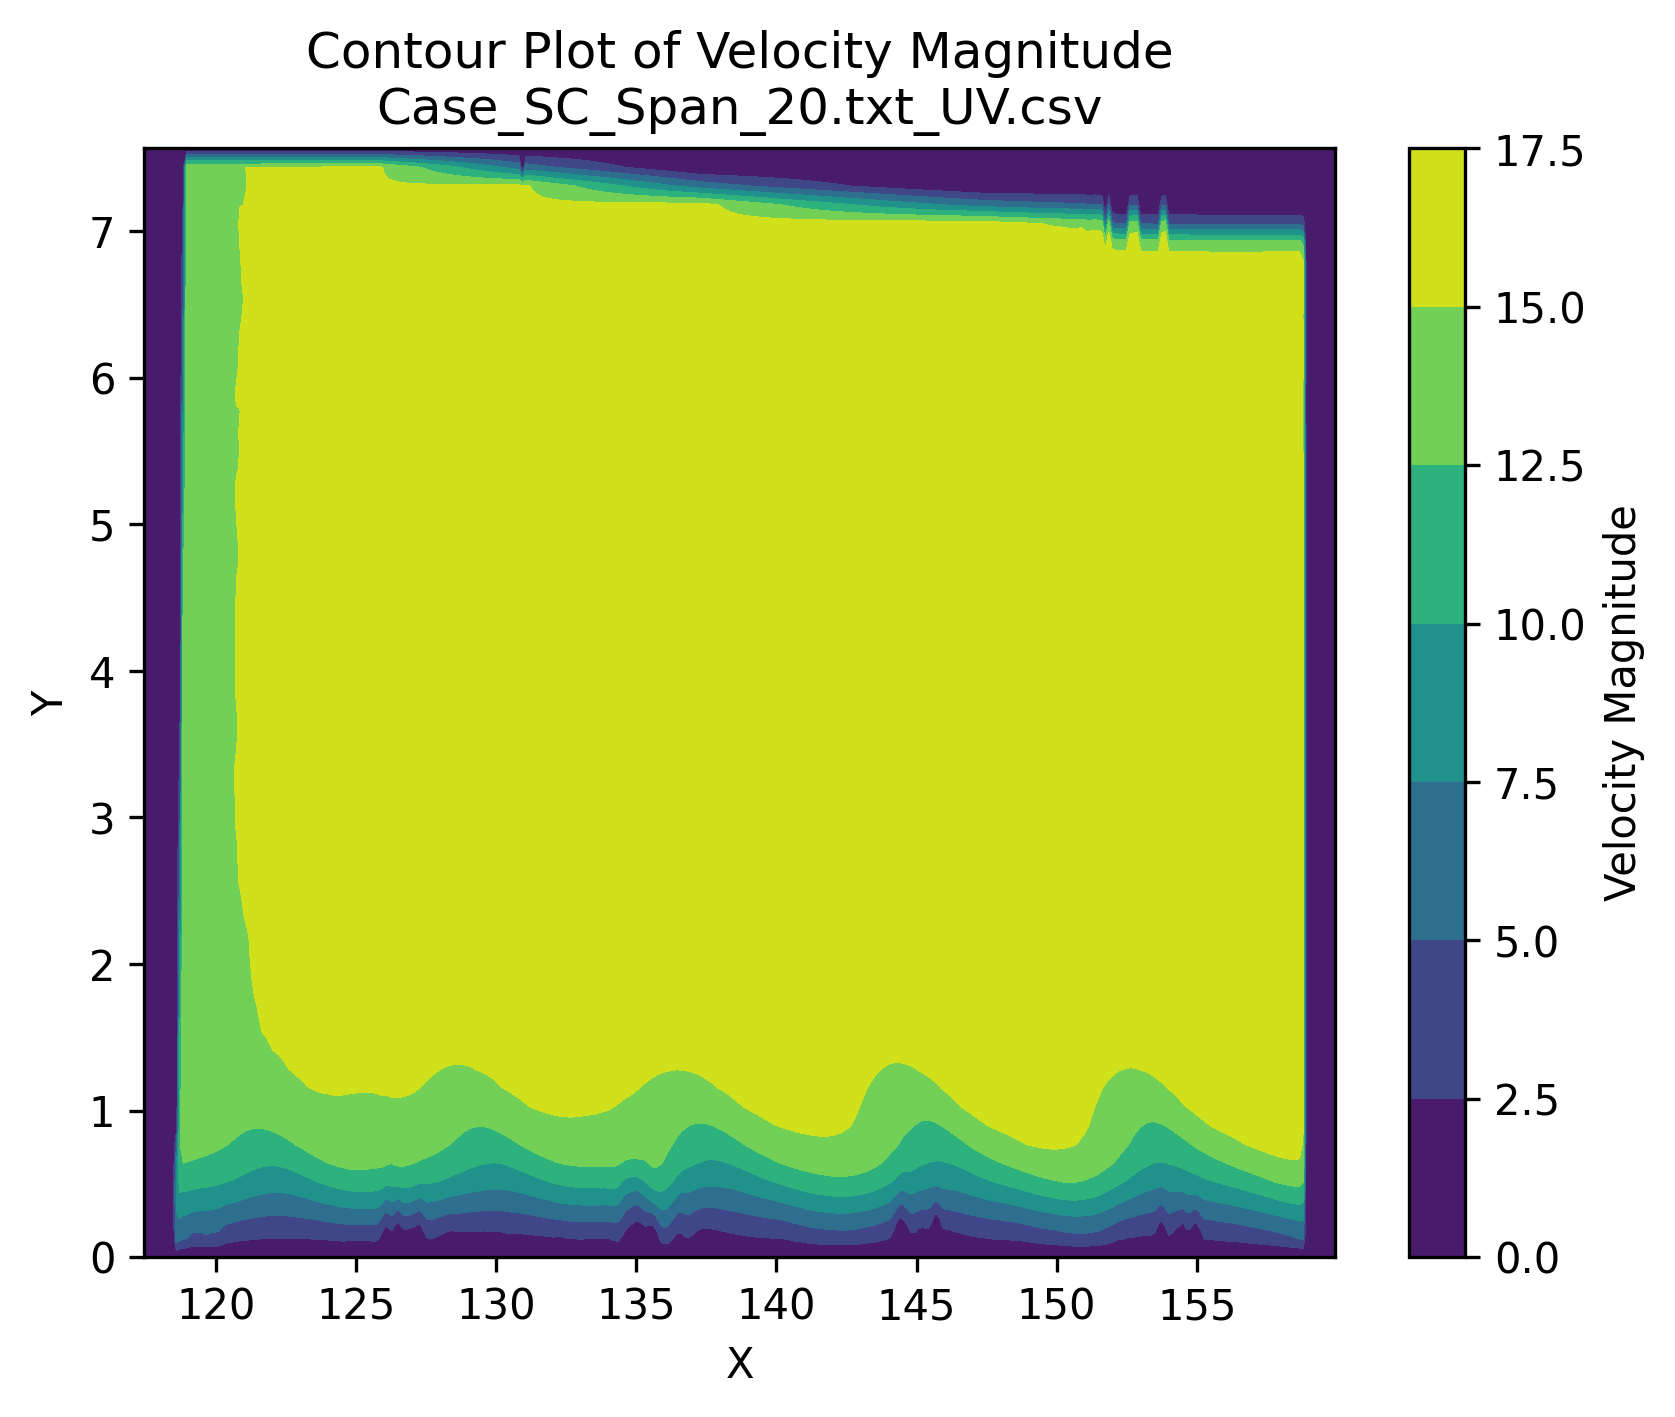 Contour Plot of Velocity Magnitude
Case_SC_Span_20.txt_UV.csv
7
6
5
4
3
2
1
0
Y
120 125 130 135 140 145 150 155
X
17.5
15.0
12.5
10.0
7.5
5.0
2.5
0.0
Velocity Magnitude